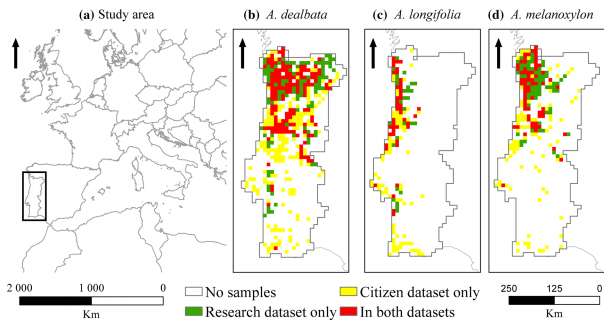 (a) Study area
(b) A. dealbata
(c) A. longifolia
(d) A. melanoxylon
2 000 1 000 0
Km
No samples
Citizen dataset only
Research dataset only
In both datasets
250 125 0
Km